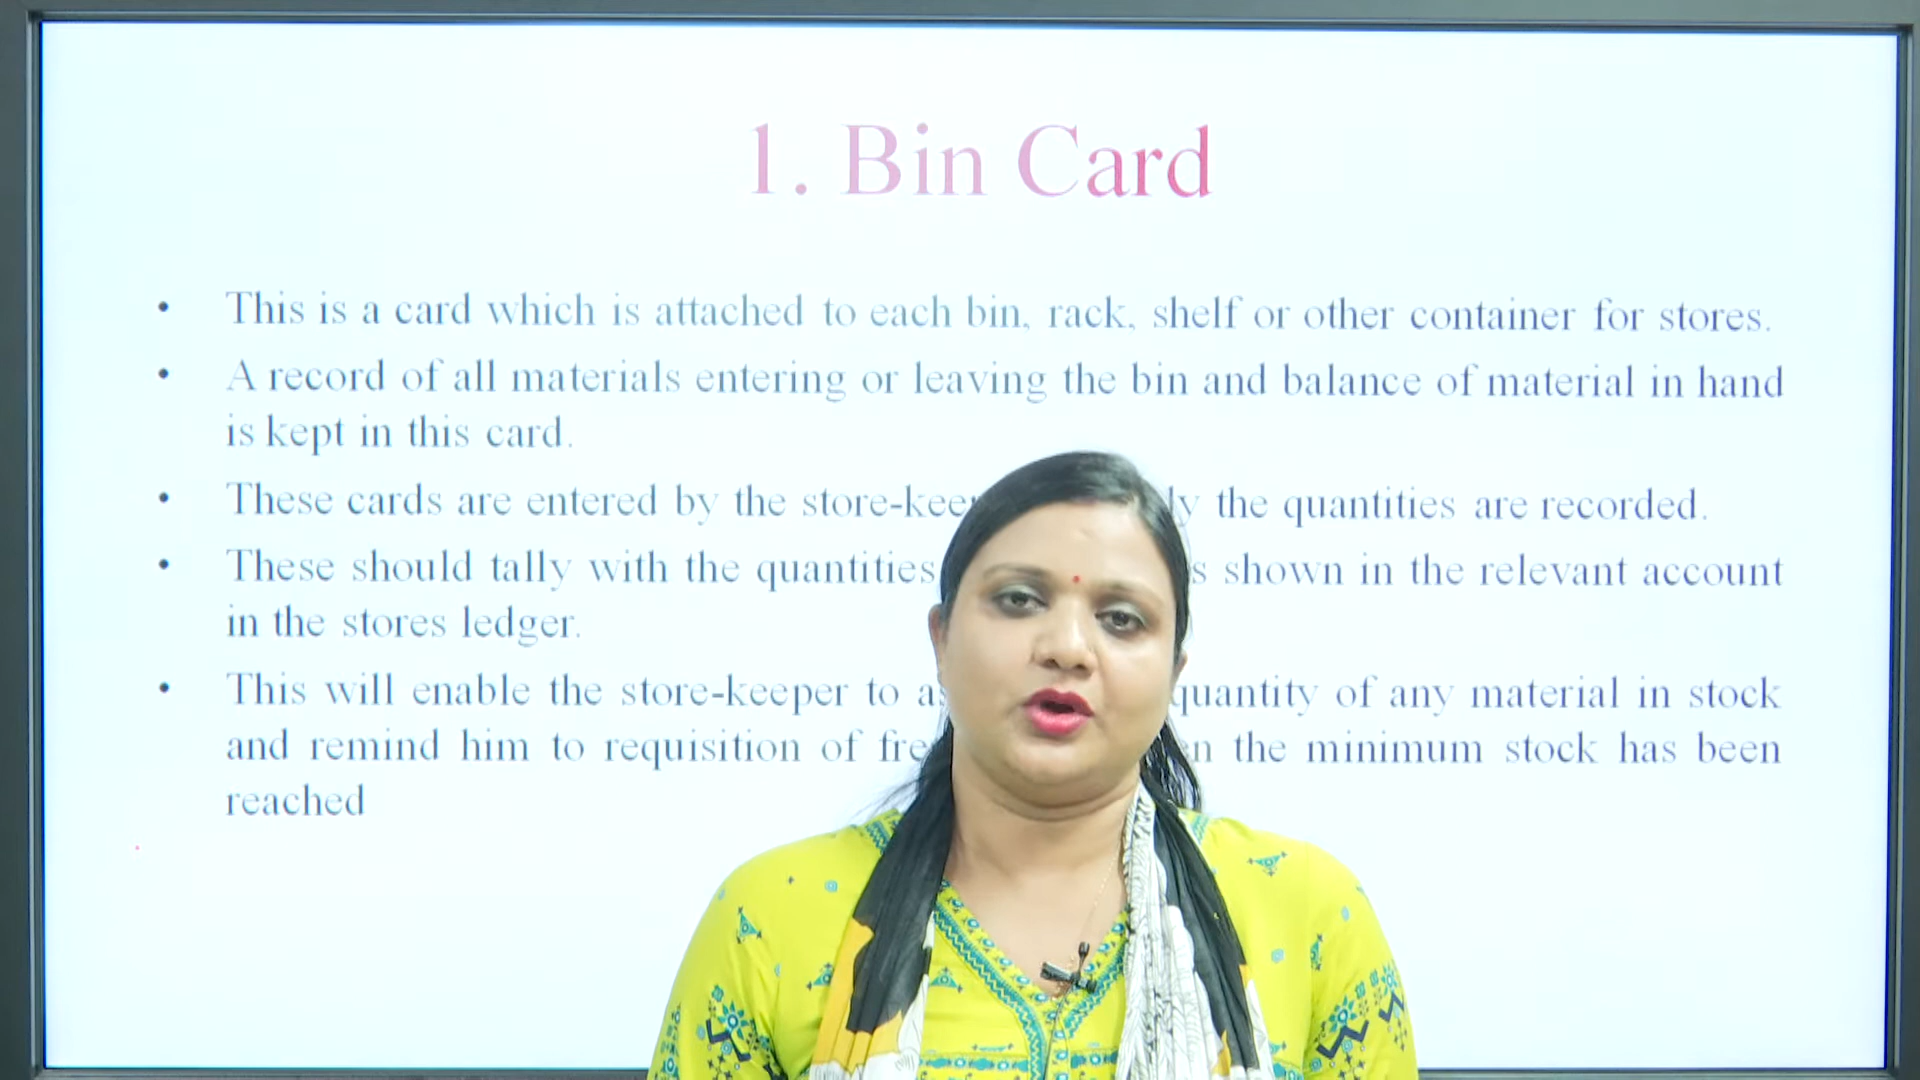 1. Bin Card
• This is a card which is attached to each bin, rack, shelf or other container for stores.
• A record of all materials entering or leaving the bin and balance of material in hand
is kept in this card.
• These cards are entered by the the quantities are recorded.
• These should tally with the quantities shown in the relevant account
in the stores ledger.
• This will enable the store-keeper to quantity of any material in stock
and remind him to requisition of the minimum stock has been
reached